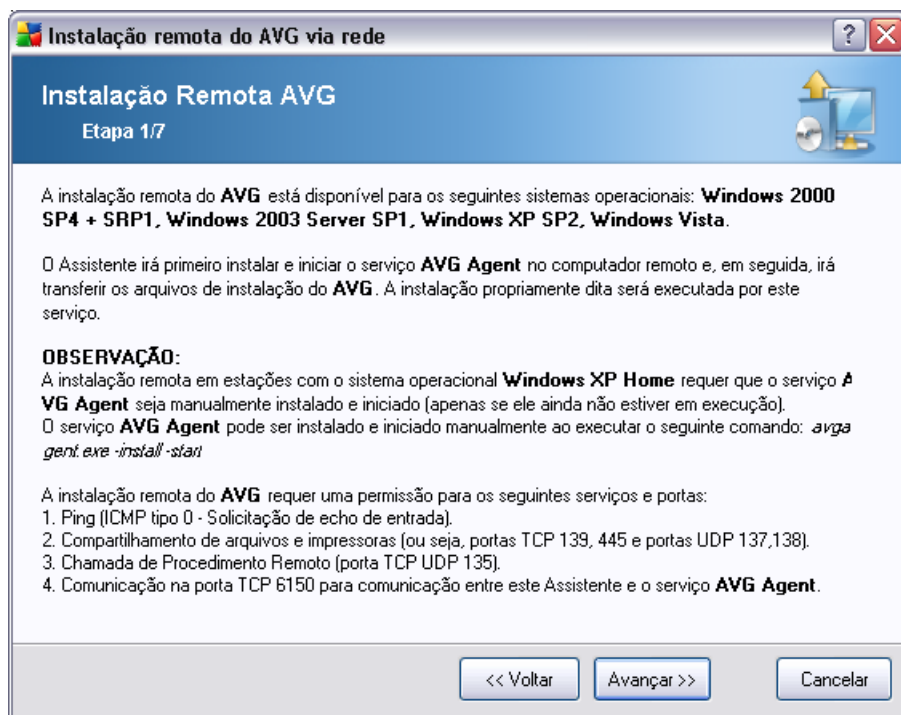 Instalação remota do AVG via rede
Instalação Remota AVG
Etapa 1/7
A instalação remota do AVG está disponível para os seguintes sistemas operacionais: Windows 2000
SP4 + SRP1, Windows 2003 Server SP1, Windows XP SP2, Windows Vista.
O Assistente irá primeiro instalar e iniciar o serviço AVG Agent no computador remoto e, em seguida, irá
transferir os arquivos de instalação do AVG. A instalação propriamente dita será executada por este
serviço.
OBSERVAÇÃO:
A instalação remota em estações com o sistema operacional Windows XP Home requer que o serviço A
VG Agent seja manualmente instalado e iniciado (apenas se ele ainda não estiver em execução).
O serviço AVG Agent pode ser instalado e iniciado manualmente ao executar o seguinte comando: avga
gent.exe -install -start
A instalação remota do AVG requer uma permissão para os seguintes serviços e portas:
1. Ping (ICMP tipo 0 - Solicitação de echo de entrada).
2. Compartilhamento de arquivos e impressoras (ou seja, portas TCP 139, 445 e portas UDP 137,138).
3. Chamada de Procedimento Remoto (porta TCP UDP 135).
4. Comunicação na porta TCP 6150 para comunicação entre este Assistente e o serviço AVG Agent.
<< Voltar
Avançar >>
Cancelar